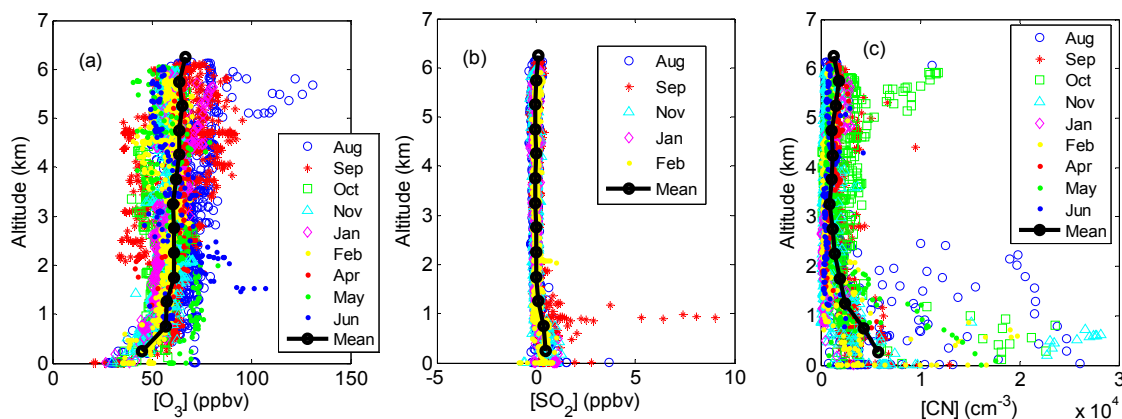 (a)
7
6
5
4
3
2
1
0
Altitude (km)
0
50
100
150
[O3] (ppbv)
Aug
Sep
Oct
Nov
Jan
Feb
Apr
May
Jun
Mean
(b)
7
6
5
4
3
2
1
0
Altitude (km)
-5
0
5
10
[SO2] (ppbv)
Aug
Sep
Nov
Jan
Feb
Mean
(c)
7
6
5
4
3
2
1
0
Altitude (km)
0
1
2
3
[CN] (cm-3)
x 10^4
Aug
Sep
Oct
Nov
Jan
Feb
Apr
May
Jun
Mean